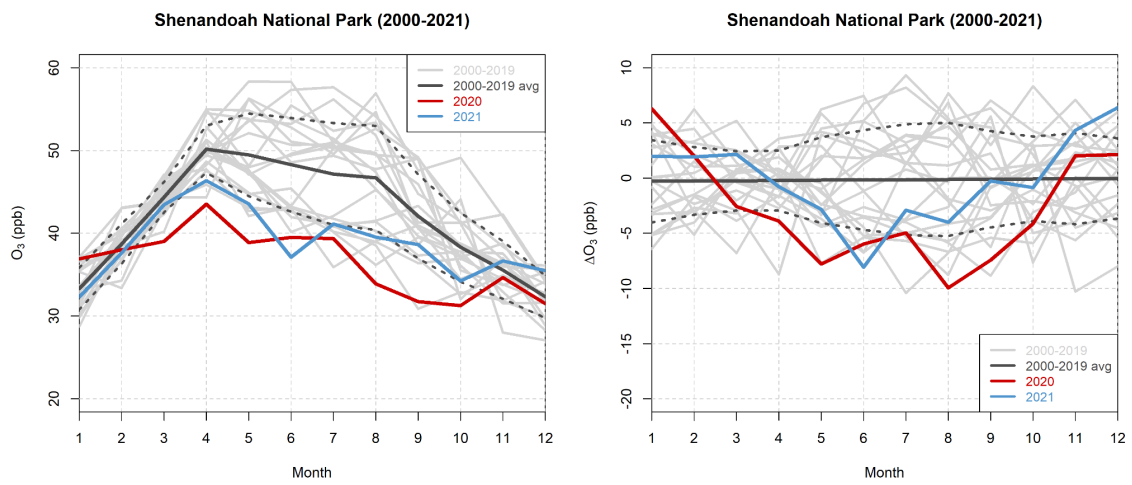 Shenandoah National Park (2000-2021)
O₃ (ppb)
60
50
40
30
20
2000-2019
2000-2019 avg
2020
2021
1 2 3 4 5 6 7 8 9 10 11 12
Month
Shenandoah National Park (2000-2021)
ΔO₃ (ppb)
10
5
0
-5
-10
-15
-20
2000-2019
2000-2019 avg
2020
2021
1 2 3 4 5 6 7 8 9 10 11 12
Month